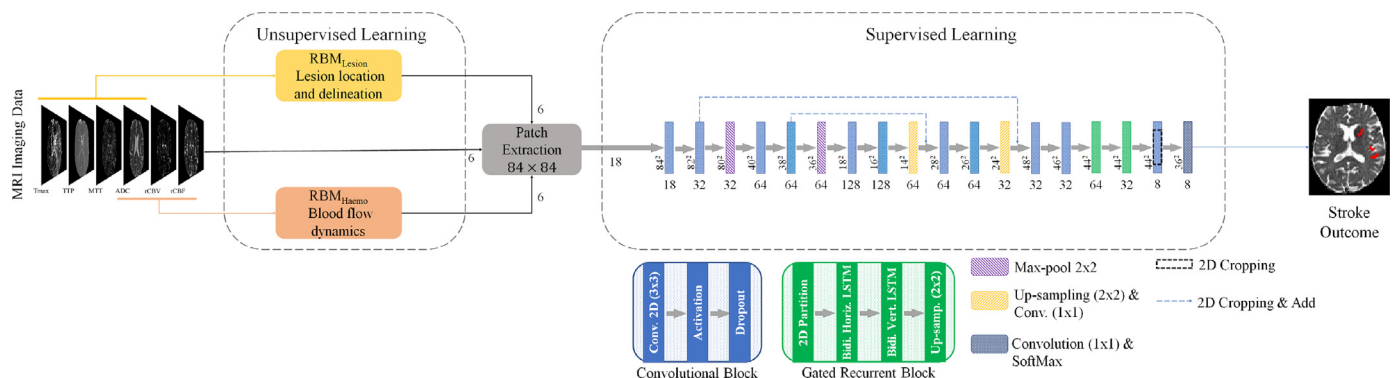 MRI Imaging Data
Tmax TTP MTT ADC rCBV rCBF
Unsupervised Learning
RBM_Lesion
Lesion location
and delineation
RBM_Haemo
Blood flow
dynamics
6
6
6
Patch
Extraction
84 × 84
18
Supervised Learning
84² 82² 80² 40² 38² 36² 18² 16² 14² 28² 26² 24² 48² 46² 44² 44² 44² 36²
18 32 32 64 64 64 128 128 64 64 64 32 32 32 64 32 8 8
Stroke
Outcome
Conv. 2D (3x3)
Activation
Dropout
Convolutional Block
2D Partition
Bidi. Horiz. LSTM
Bidi. Vert. LSTM
Up-samp. (2x2)
Gated Recurrent Block
Max-pool 2x2
Up-sampling (2x2) &
Conv. (1x1)
Convolution (1x1) &
SoftMax
2D Cropping
2D Cropping & Add